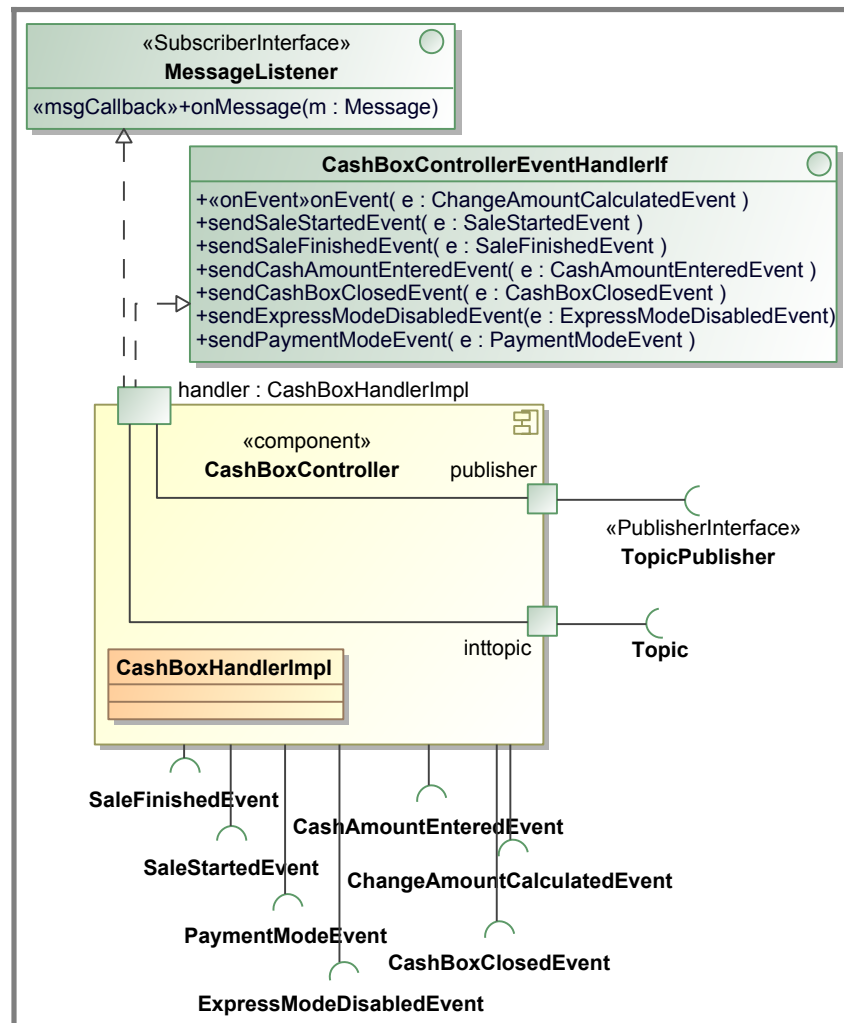 «SubscriberInterface»
MessageListener
«msgCallback»+onMessage(m : Message)
CashBoxControllerEventHandlerIf
+«onEvent»onEvent( e : ChangeAmountCalculatedEvent )
+sendSaleStartedEvent( e : SaleStartedEvent )
+sendSaleFinishedEvent( e : SaleFinishedEvent )
+sendCashAmountEnteredEvent( e : CashAmountEnteredEvent )
+sendCashBoxClosedEvent( e : CashBoxClosedEvent )
+sendExpressModeDisabledEvent(e : ExpressModeDisabledEvent)
+sendPaymentModeEvent( e : PaymentModeEvent )
handler : CashBoxHandlerImpl
«component»
CashBoxController
publisher
«PublisherInterface»
TopicPublisher
inttopic
Topic
CashBoxHandlerImpl
SaleFinishedEvent
CashAmountEnteredEvent
SaleStartedEvent
ChangeAmountCalculatedEvent
PaymentModeEvent
CashBoxClosedEvent
ExpressModeDisabledEvent